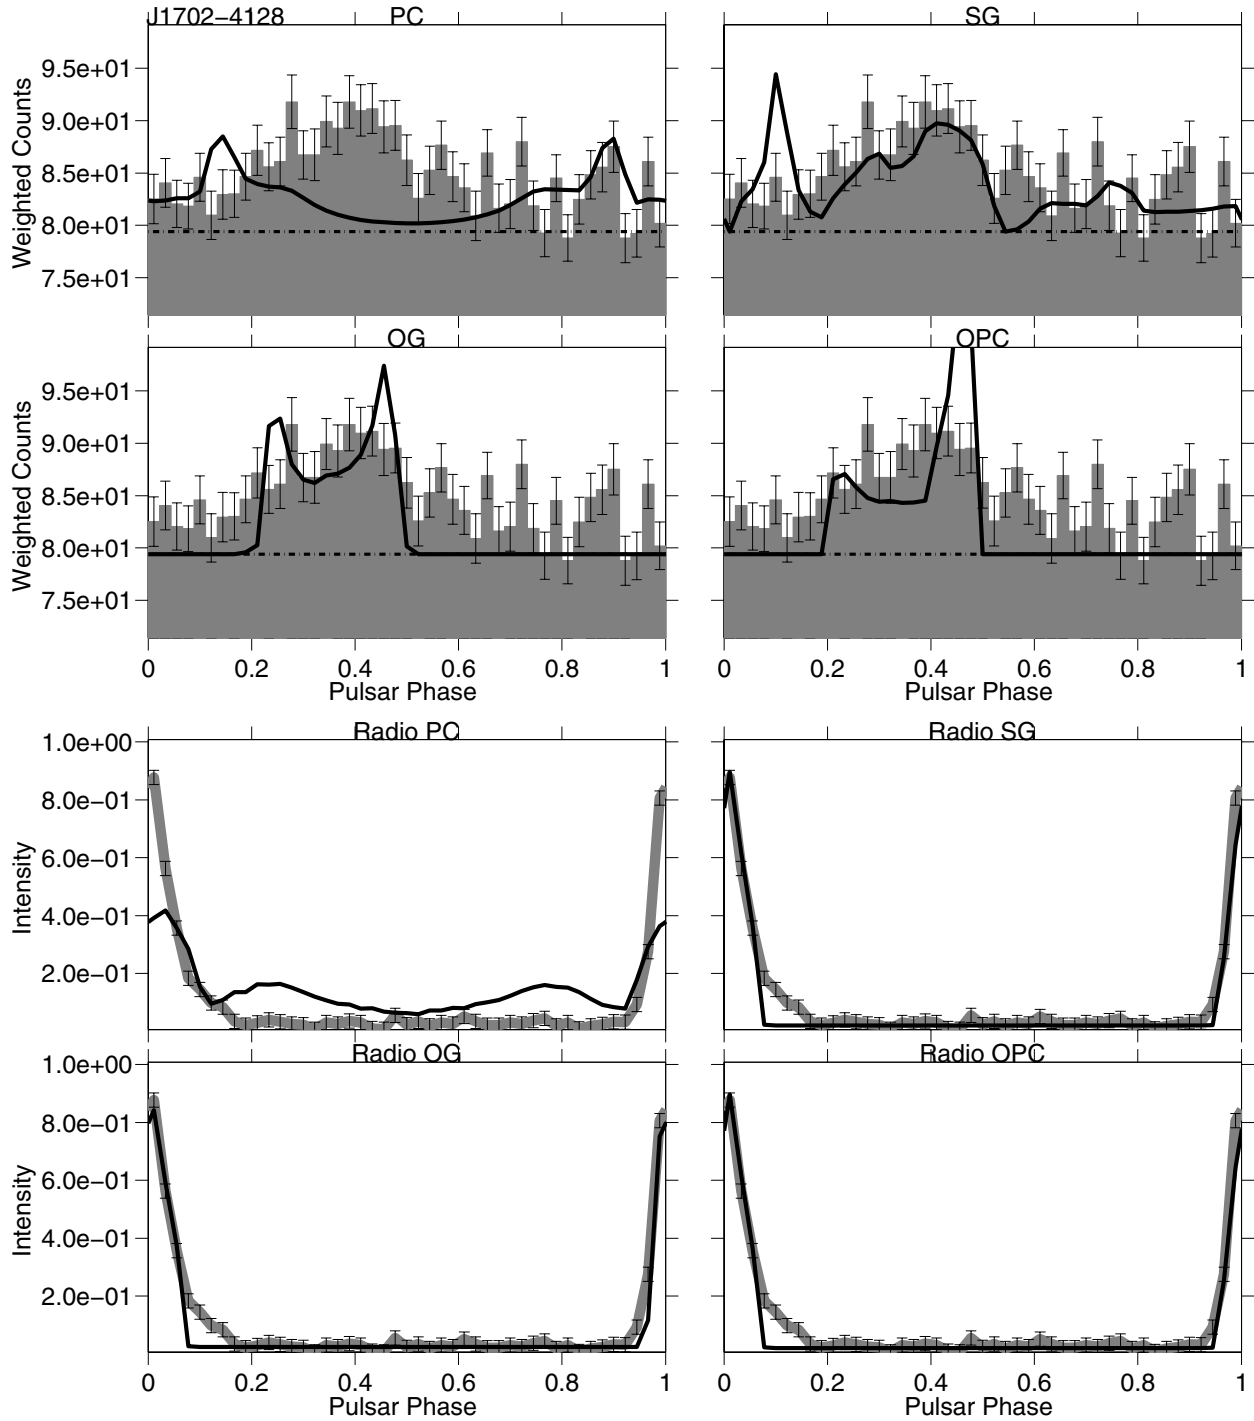 J1702−4128 PC SG
Weighted Counts
9.5e+01
9.0e+01
8.5e+01
8.0e+01
7.5e+01
OG OPC
Weighted Counts
9.5e+01
9.0e+01
8.5e+01
8.0e+01
7.5e+01
0 0.2 0.4 0.6 0.8 1 0 0.2 0.4 0.6 0.8 1
Pulsar Phase Pulsar Phase
Radio PC Radio SG
Intensity
1.0e+00
8.0e−01
6.0e−01
4.0e−01
2.0e−01
Radio OG Radio OPC
Intensity
1.0e+00
8.0e−01
6.0e−01
4.0e−01
2.0e−01
0 0.2 0.4 0.6 0.8 1 0 0.2 0.4 0.6 0.8 1
Pulsar Phase Pulsar Phase